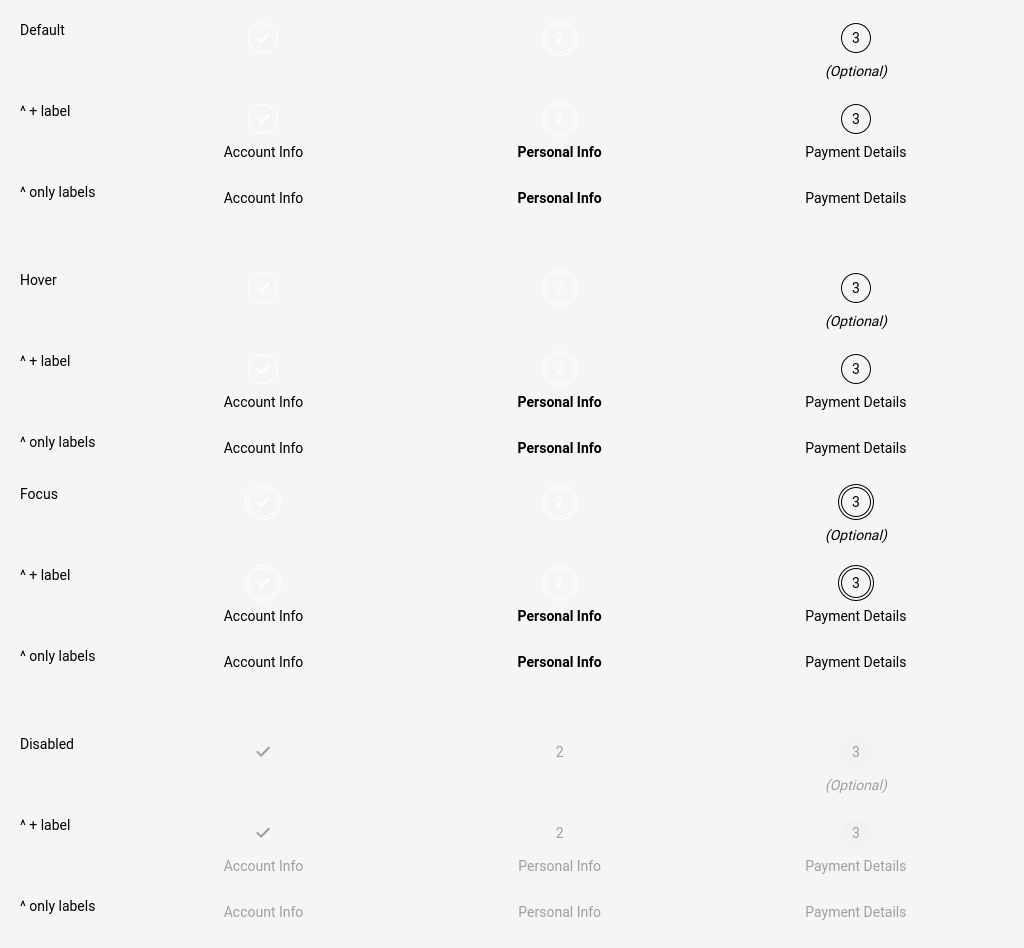 Default 2 3
(Optional)
^ + label 2 3
Account Info Personal Info Payment Details
^ only labels Account Info Personal Info Payment Details
Hover 2 3
(Optional)
^ + label 2 3
Account Info Personal Info Payment Details
^ only labels Account Info Personal Info Payment Details
Focus 2 3
(Optional)
^ + label 2 3
Account Info Personal Info Payment Details
^ only labels Account Info Personal Info Payment Details
Disabled 2 3
(Optional)
^ + label 2 3
Account Info Personal Info Payment Details
^ only labels Account Info Personal Info Payment Details